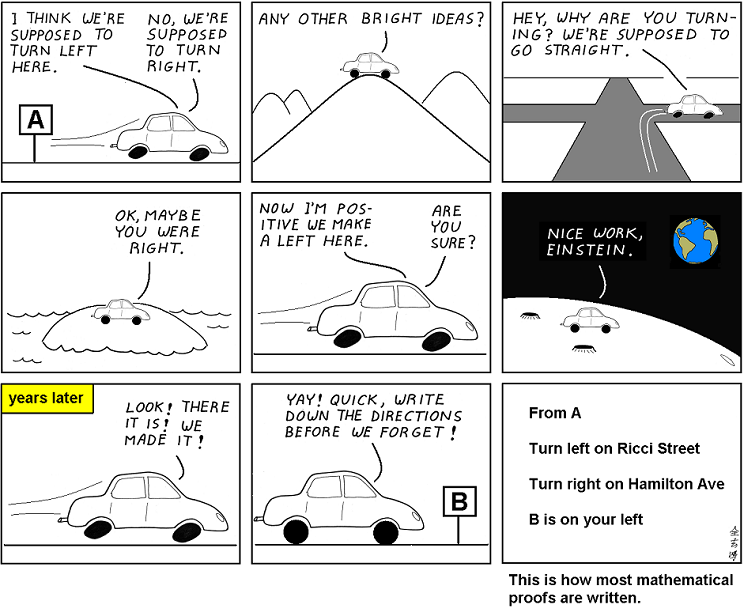 I THINK WE'RE
SUPPOSED TO
TURN LEFT
HERE.
NO, WE'RE
SUPPOSED
TO TURN
RIGHT.
A
ANY OTHER BRIGHT IDEAS?
HEY, WHY ARE YOU TURN-
ING? WE'RE SUPPOSED TO
GO STRAIGHT.
OK, MAYBE
YOU WERE
RIGHT.
NOW I'M POS-
ITIVE WE MAKE
A LEFT HERE.
ARE
YOU
SURE?
NICE WORK,
EINSTEIN.
years later
LOOK! THERE
IT IS! WE
MADE IT!
YAY! QUICK, WRITE
DOWN THE DIRECTIONS
BEFORE WE FORGET!
B
From A
Turn left on Ricci Street
Turn right on Hamilton Ave
B is on your left
This is how most mathematical
proofs are written.